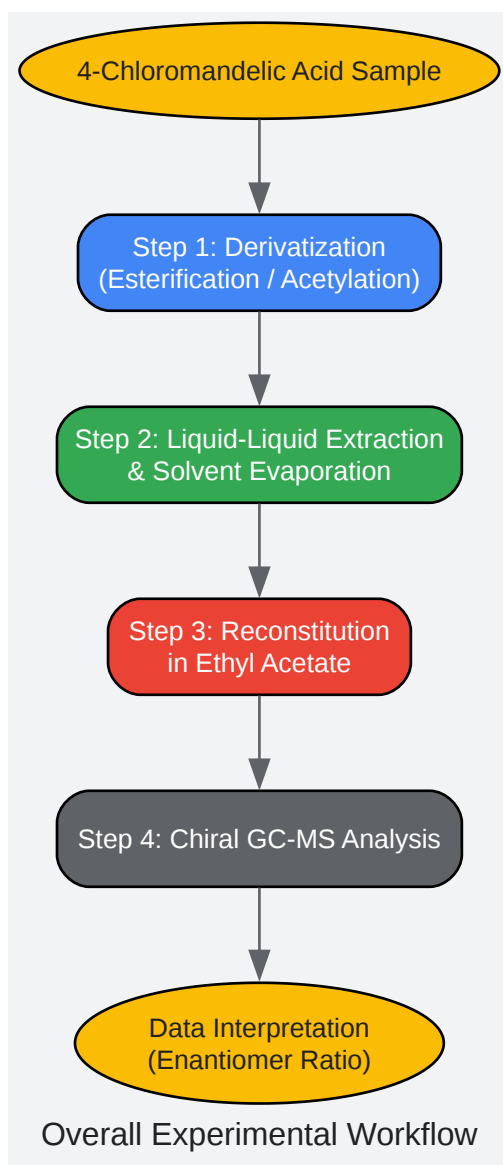 4-Chloromandelic Acid Sample
Step 1: Derivatization
(Esterification / Acetylation)
Step 2: Liquid-Liquid Extraction
& Solvent Evaporation
Step 3: Reconstitution
in Ethyl Acetate
Step 4: Chiral GC-MS Analysis
Data Interpretation
(Enantiomer Ratio)
Overall Experimental Workflow